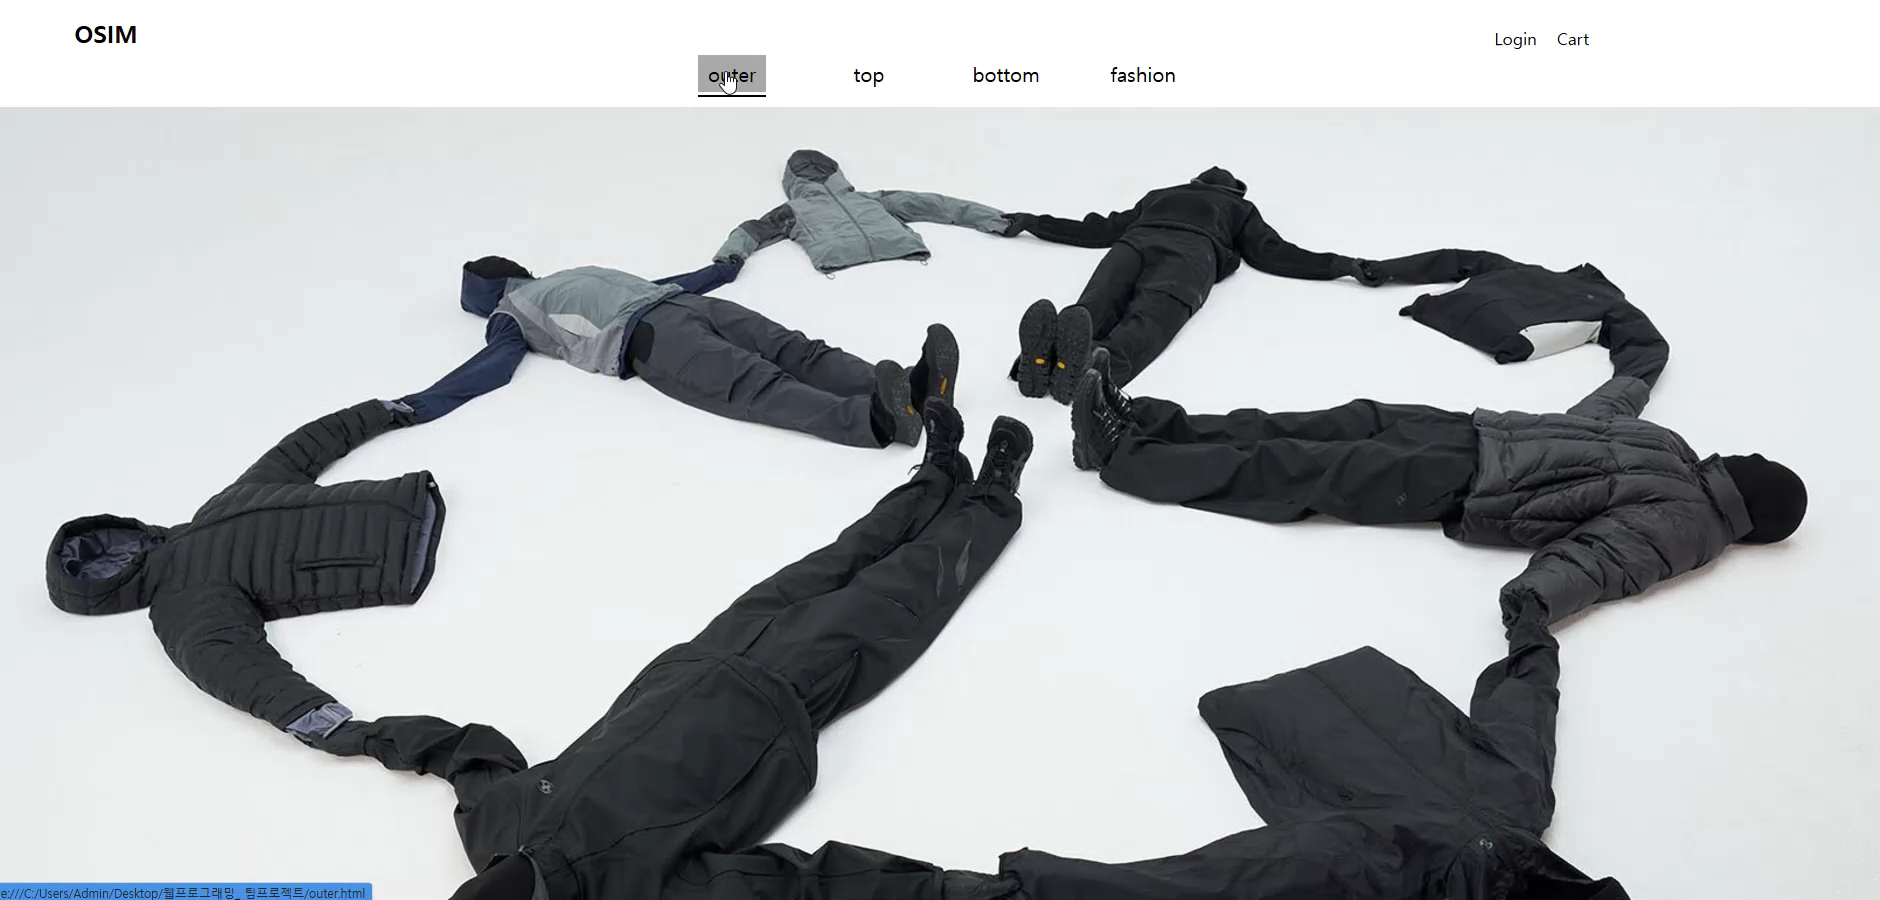 OSIM
Login Cart
outer top bottom fashion
e:///C:/Users/Admin/Desktop/웹프로그래밍_ 팀프로젝트/outer.html